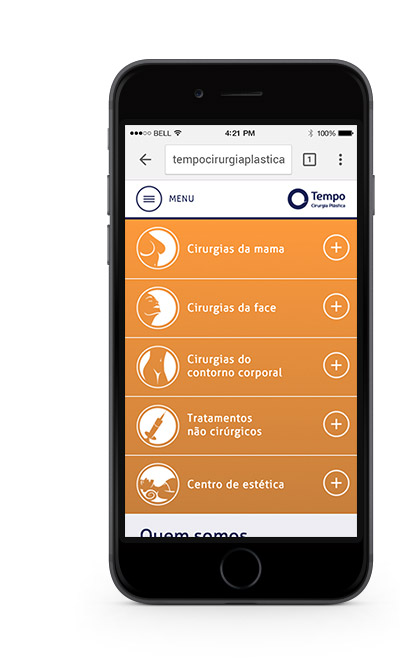 BELL 4:21 PM 100%
tempocirurgiaplastica 1
MENU
Tempo
Cirurgia Plástica
Cirurgias da mama
Cirurgias da face
Cirurgias do
contorno corporal
Tratamentos
não cirúrgicos
Centro de estética
Quem somos